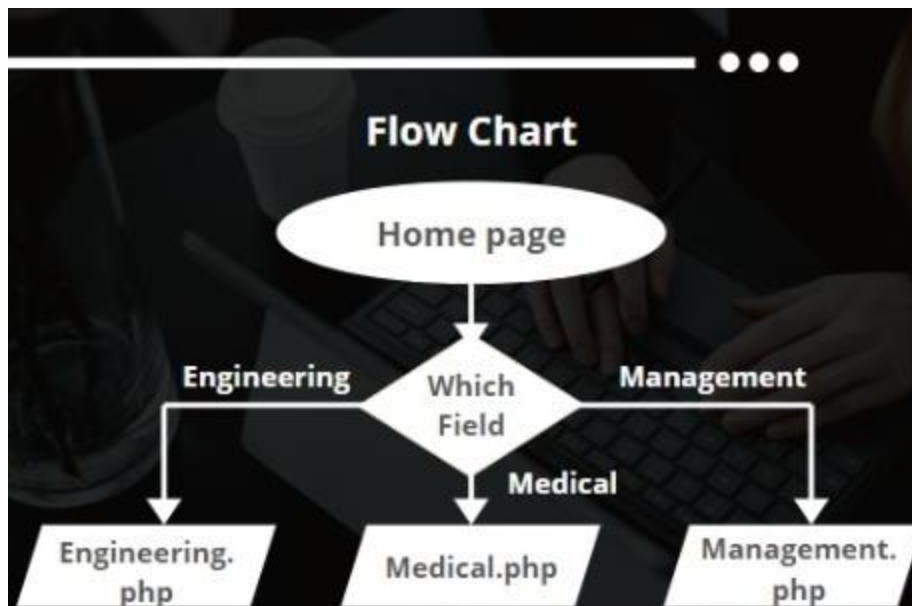 Flow Chart
Home page
Which
Field
Engineering
Management
Medical
Engineering.
php
Medical.php
Management.
php